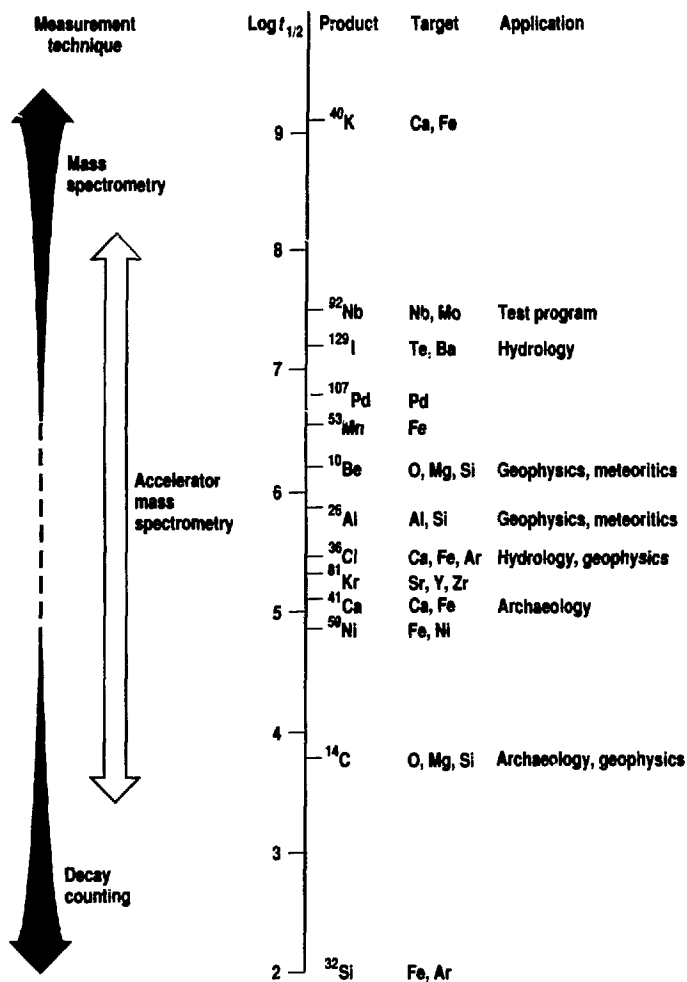 Measurement technique
Log t 1/2 Product Target Application
9
40K Ca, Fe
Mass
spectrometry
8
92Nb Nb, Mo Test program
129I Te, Ba Hydrology
7
107Pd Pd
53Mn Fe
10Be O, Mg, Si Geophysics, meteoritics
6
Accelerator
mass
spectrometry
26Al Al, Si Geophysics, meteoritics
36Cl Ca, Fe, Ar Hydrology, geophysics
81Kr Sr, Y, Zr
5
41Ca Ca, Fe Archaeology
59Ni Fe, Ni
4
14C O, Mg, Si Archaeology, geophysics
3
Decay
counting
2
32Si Fe, Ar